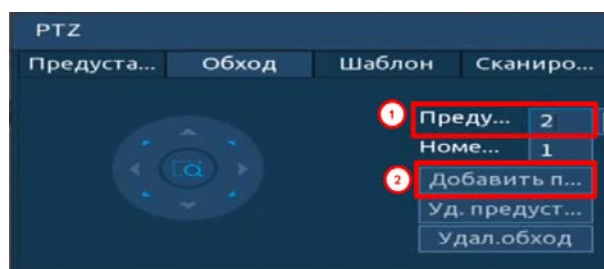 PTZ
Предуста... Обход Шаблон Сканиро...
1 Преду... 2
Номе... 1
2 Добавить п...
Уд. предуст...
Удал.обход